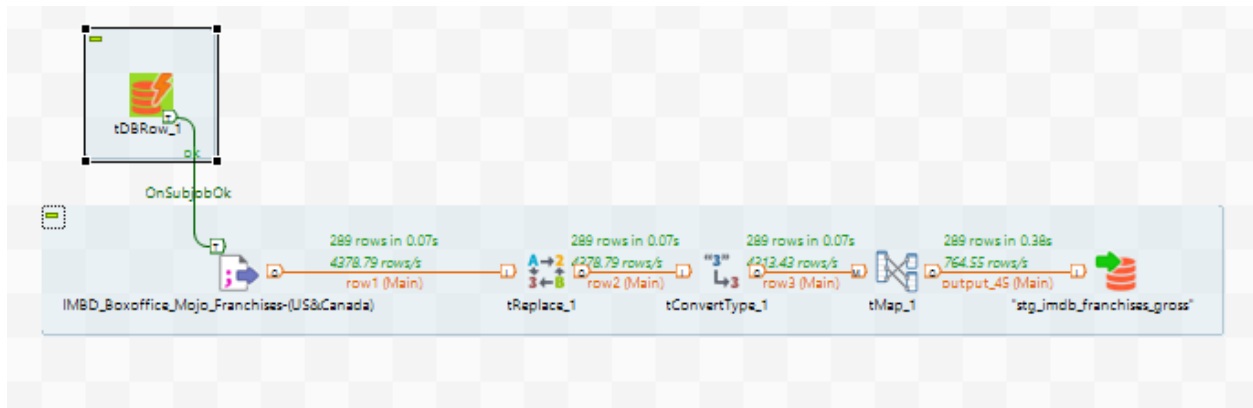 tDBRow_1
ok
OnSubjobOk
289 rows in 0.07s
4378.79 rows/s
row1 (Main)
289 rows in 0.07s
4378.79 rows/s
row2 (Main)
289 rows in 0.07s
4313.43 rows/s
row3 (Main)
289 rows in 0.38s
764.55 rows/s
output_45 (Main)
IMBD_Boxoffice_Mojo_Franchises-(US&Canada)
tReplace_1
tConvertType_1
tMap_1
"stg_imdb_franchises_gross"